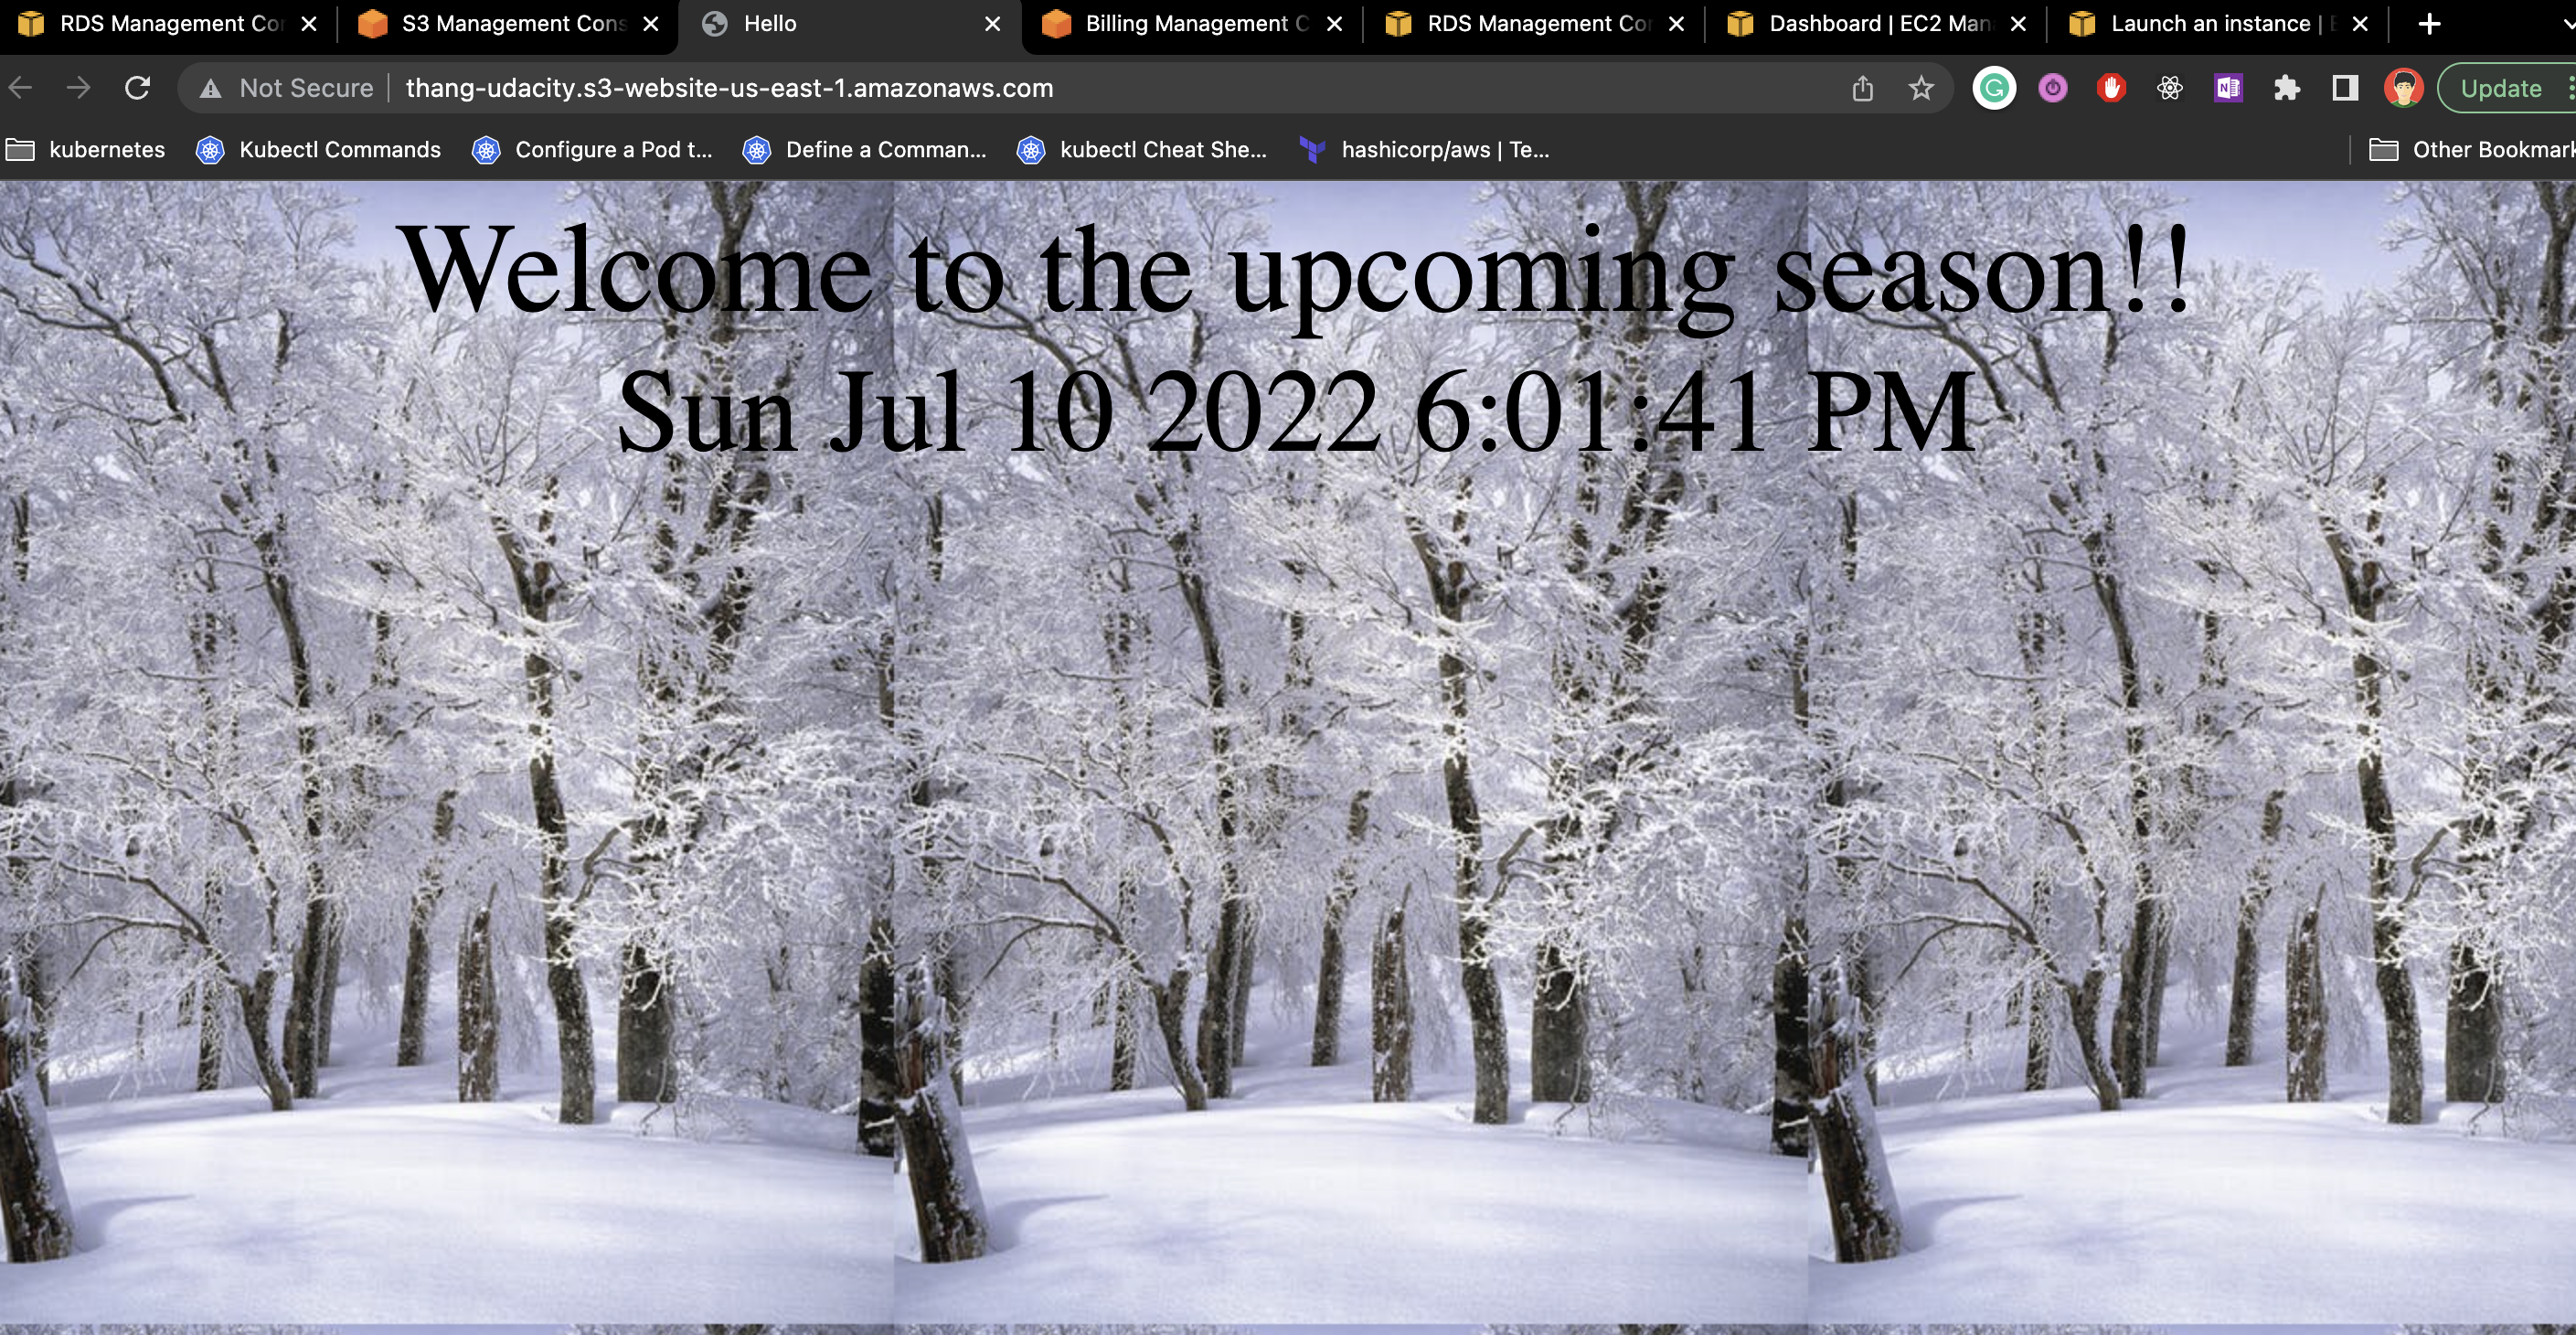 RDS Management Con
S3 Management Cons
Hello
Billing Management C
RDS Management Con
Dashboard | EC2 Man
Launch an instance | E
Not Secure
thang-udacity.s3-website-us-east-1.amazonaws.com
Update
kubernetes
Kubectl Commands
Configure a Pod t...
Define a Comman...
kubectl Cheat She...
hashicorp/aws | Te...
Other Bookmark
Welcome to the upcoming season!!
Sun Jul 10 2022 6:01:41 PM